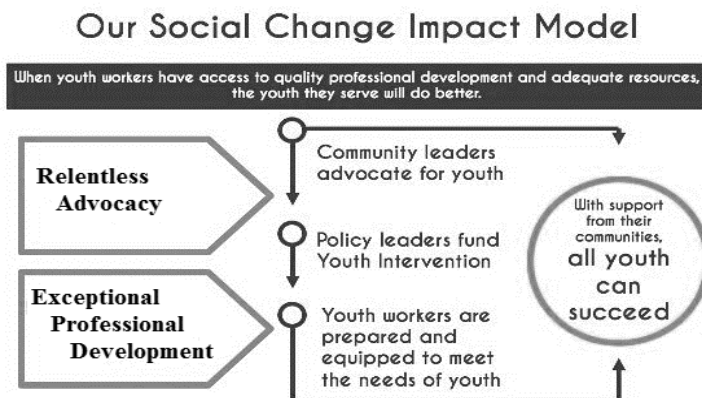 Our Social Change Impact Model
When youth workers have access to quality professional development and adequate resources,
the youth they serve will do better.
Relentless
Advocacy
Exceptional
Professional
Development
Community leaders
advocate for youth
Policy leaders fund
Youth Intervention
Youth workers are
prepared and
equipped to meet
the needs of youth
With support
from their
communities,
all youth
can
succeed